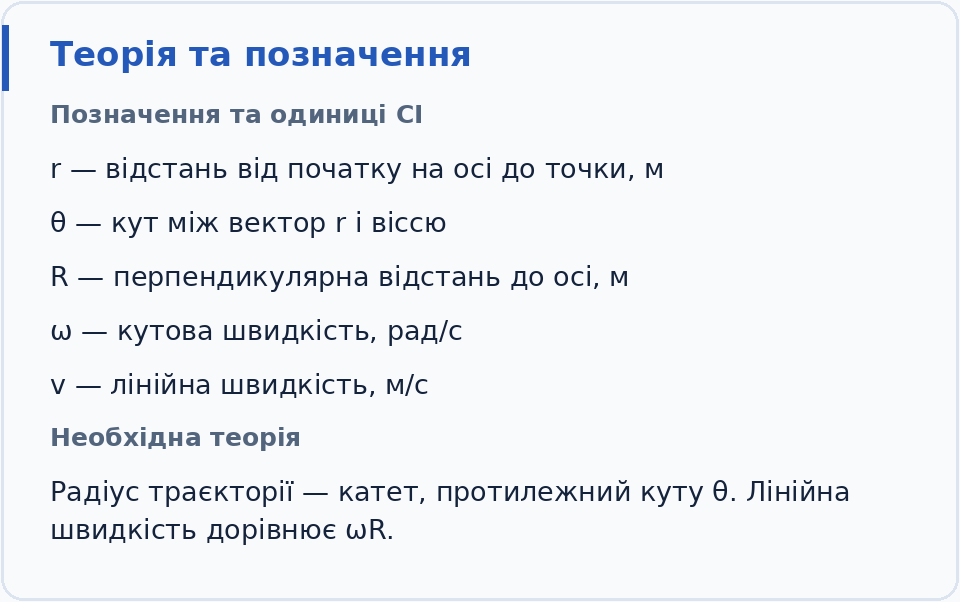 Теорія та позначення
Позначення та одиниці СІ
r — відстань від початку на осі до точки, м
θ — кут між вектор r і віссю
R — перпендикулярна відстань до осі, м
ω — кутова швидкість, рад/с
v — лінійна швидкість, м/с
Необхідна теорія
Радіус траєкторії — катет, протилежний куту θ. Лінійна
швидкість дорівнює ωR.